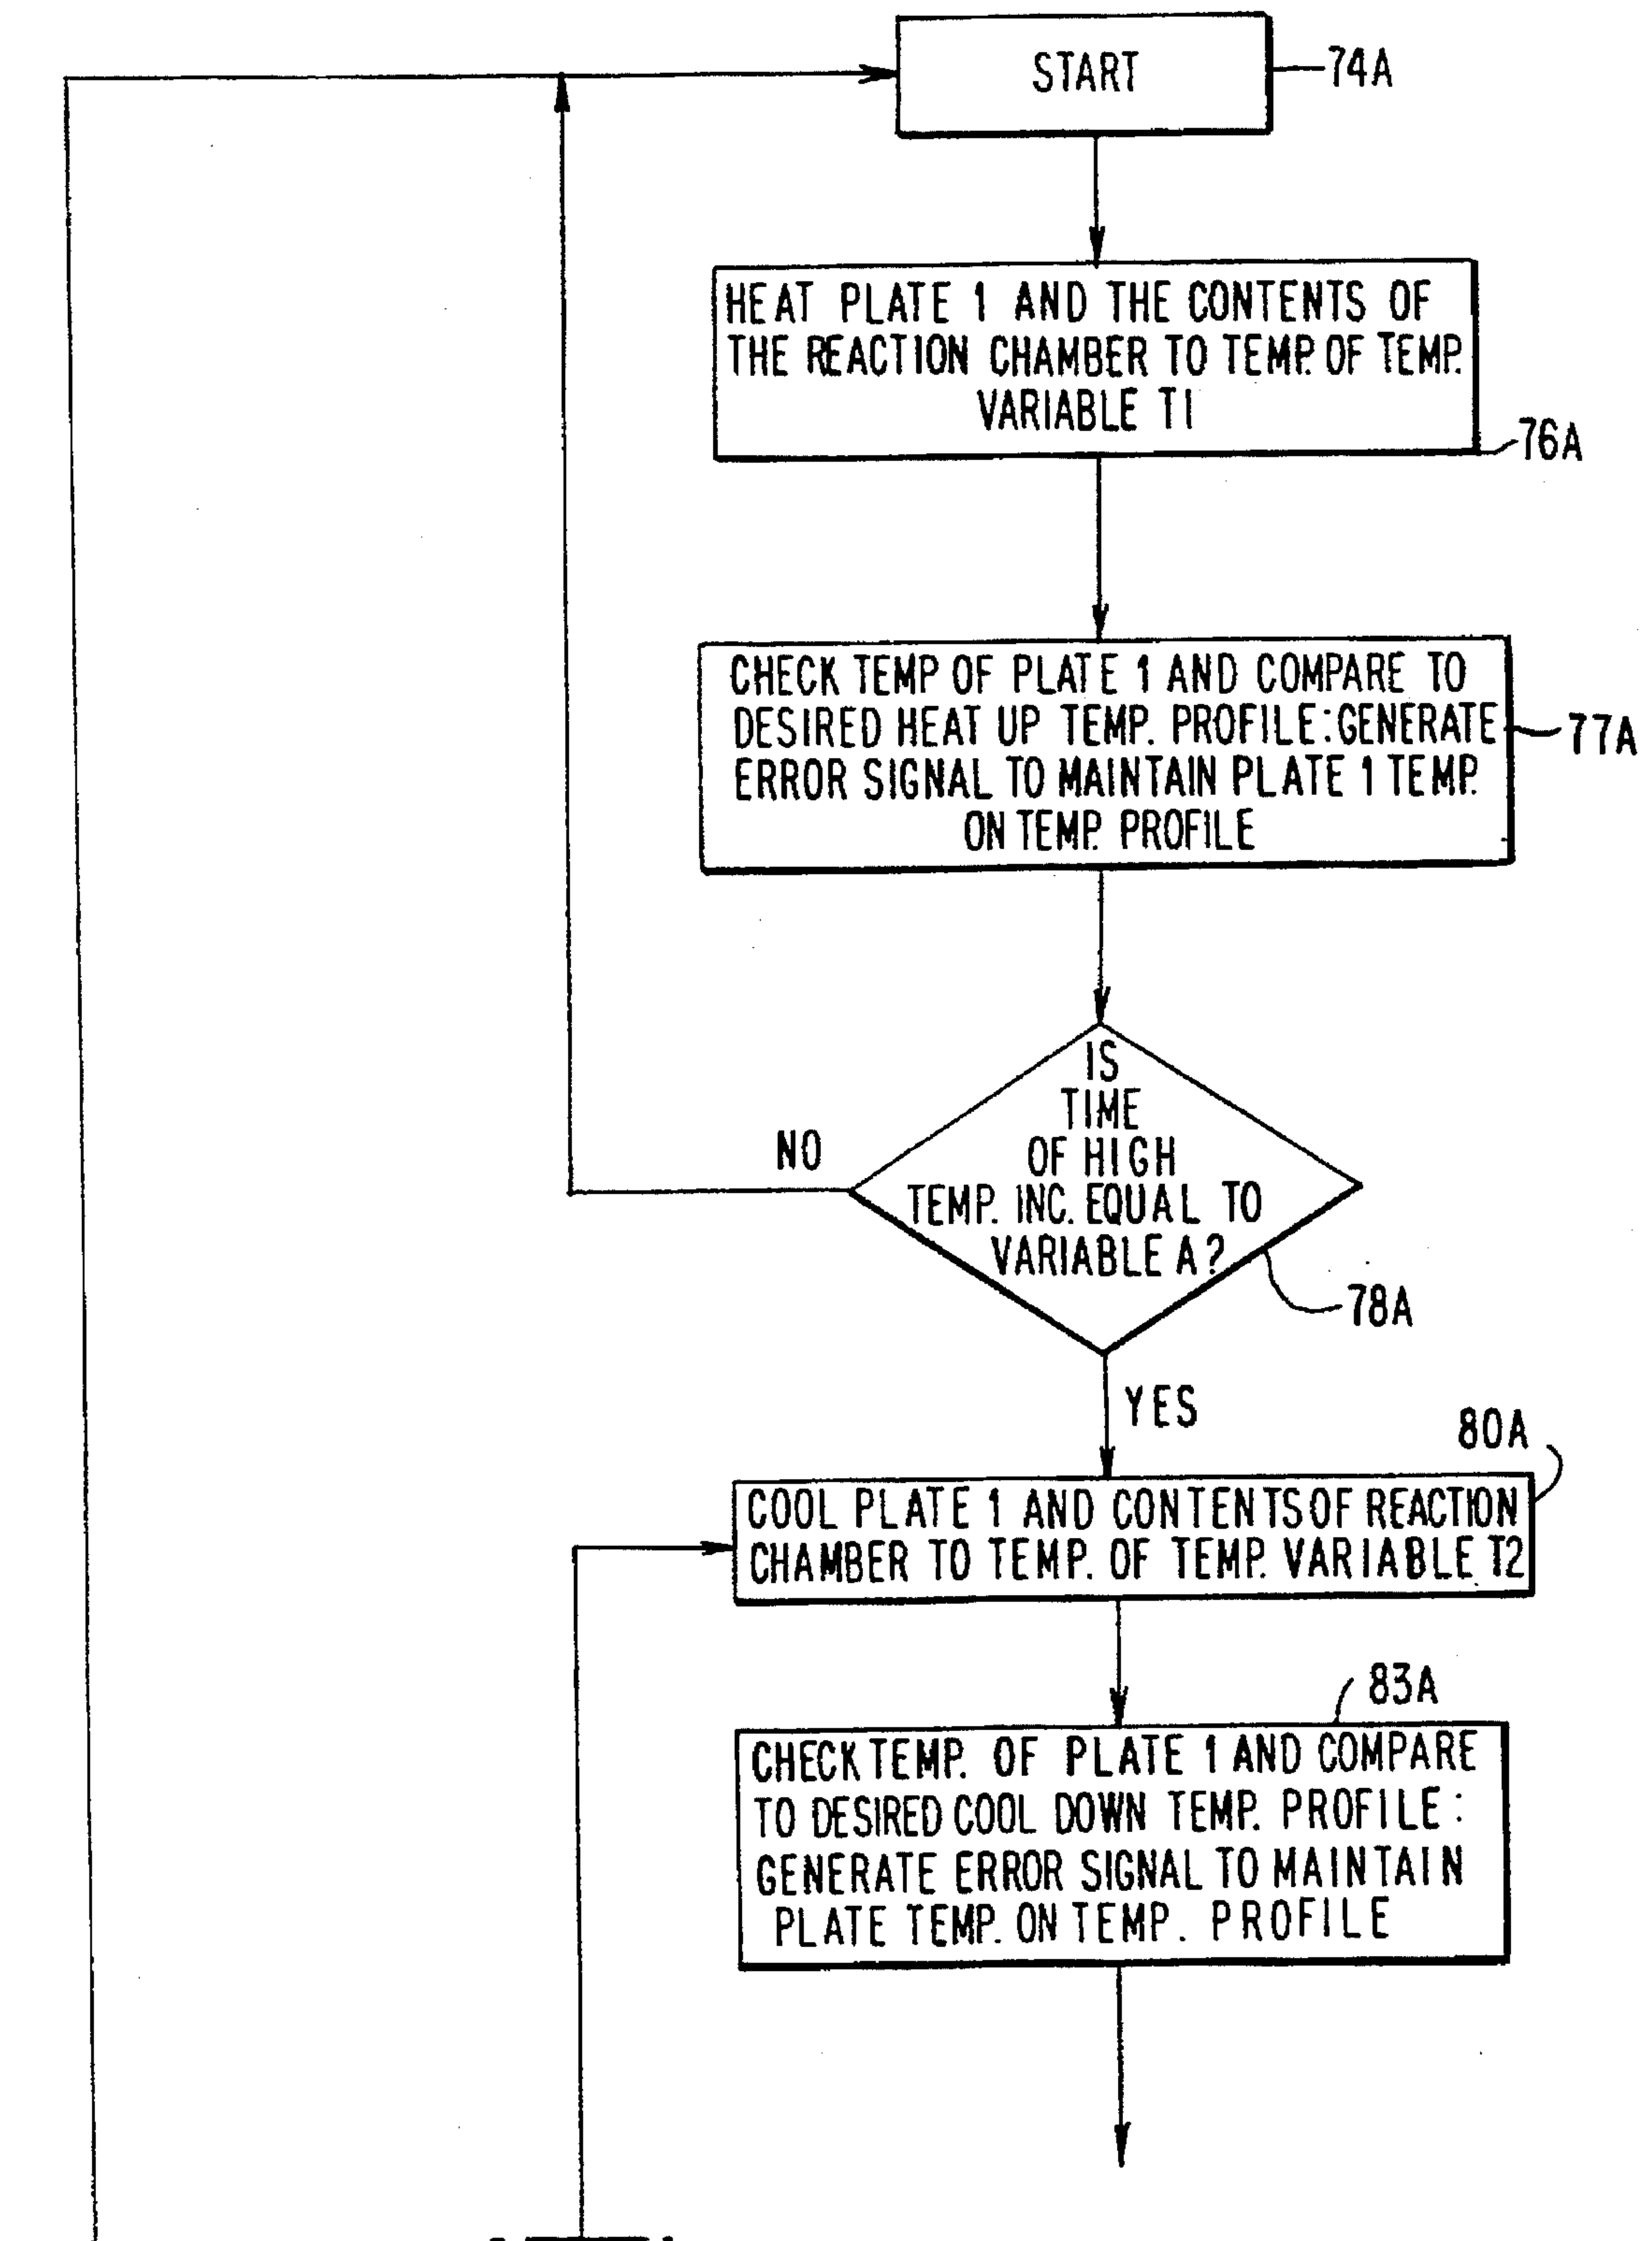 START
74A
HEAT PLATE 1 AND THE CONTENTS OF
THE REACTION CHAMBER TO TEMP. OF TEMP.
VARIABLE T1
76A
CHECK TEMP OF PLATE 1 AND COMPARE TO
DESIRED HEAT UP TEMP. PROFILE: GENERATE
ERROR SIGNAL TO MAINTAIN PLATE 1 TEMP.
ON TEMP. PROFILE
77A
IS
TIME
OF HIGH
TEMP. INC. EQUAL TO
VARIABLE A?
NO
78A
YES
80A
COOL PLATE 1 AND CONTENTS OF REACTION
CHAMBER TO TEMP. OF TEMP. VARIABLE T2
83A
CHECK TEMP. OF PLATE 1 AND COMPARE
TO DESIRED COOL DOWN TEMP. PROFILE:
GENERATE ERROR SIGNAL TO MAINTAIN
PLATE TEMP. ON TEMP. PROFILE